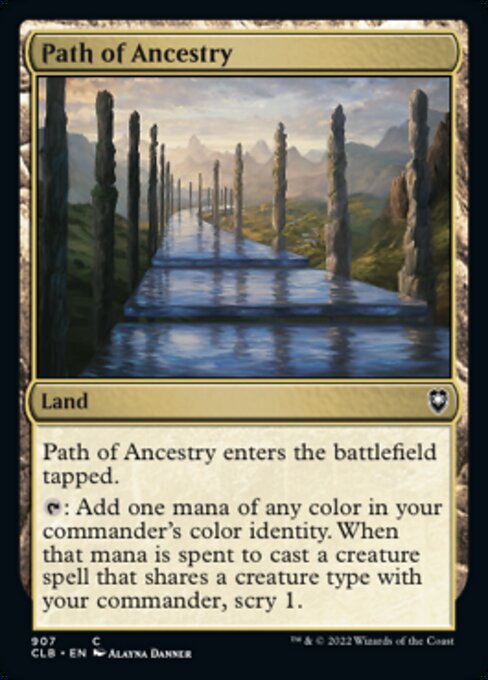 Path of Ancestry
Land
Path of Ancestry enters the battlefield
tapped.
: Add one mana of any color in your
commander's color identity. When
that mana is spent to cast a creature
spell that shares a creature type with
your commander, scry 1.
907 C
CLB • EN Alayna Danner
™ & © 2022 Wizards of the Coast